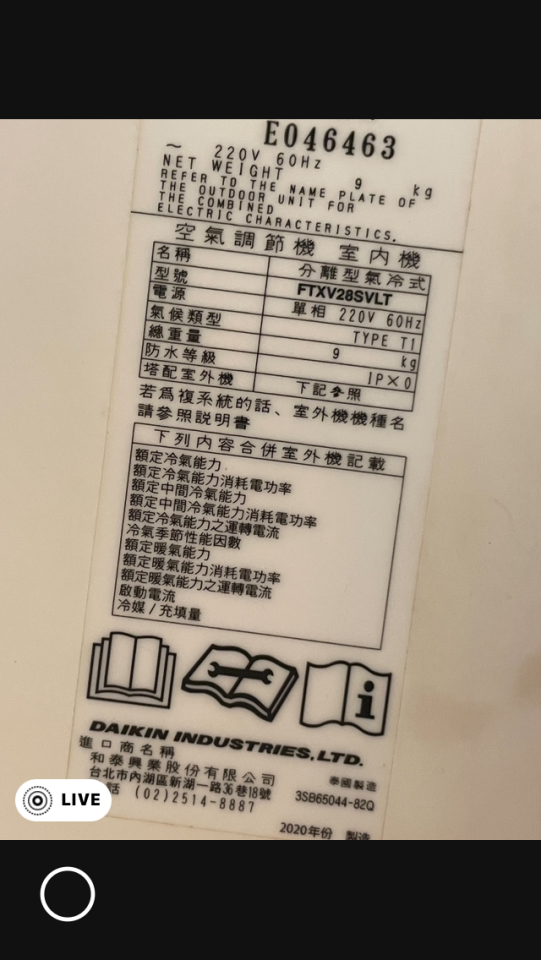 E046463
～ 220V 60Hz
NET WEIGHT 9 kg
REFER TO THE NAME PLATE OF
THE OUTDOOR UNIT FOR
THE COMBINED
ELECTRIC CHARACTERISTICS.
空氣調節機 室內機
名稱 分離型氣冷式
型號 FTXV28SVLT
電源 單相 220V 60Hz
氣候類型 TYPE T1
總重量 9 kg
防水等級 IP×0
塔配室外機 下記參照
若爲複系統的話、室外機機種名
請參照説明書
下列内容合併室外機記載
額定冷氣能力
額定冷氣能力消耗電功率
額定中間冷氣能力
額定中間冷氣能力消耗電功率
額定冷氣能力之運轉電流
冷氣季節性能因數
額定暖氣能力
額定暖氣能力消耗電功率
額定暖氣能力之運轉電流
啟動電流
冷媒/充填量
DAIKIN INDUSTRIES,LTD.
進口商名稱
和泰興業股份有限公司 泰國製造
台北市內湖區新湖一路36巷18號 3SB65044-82Q
話 (02)2514-8887
2020年份 製造
LIVE